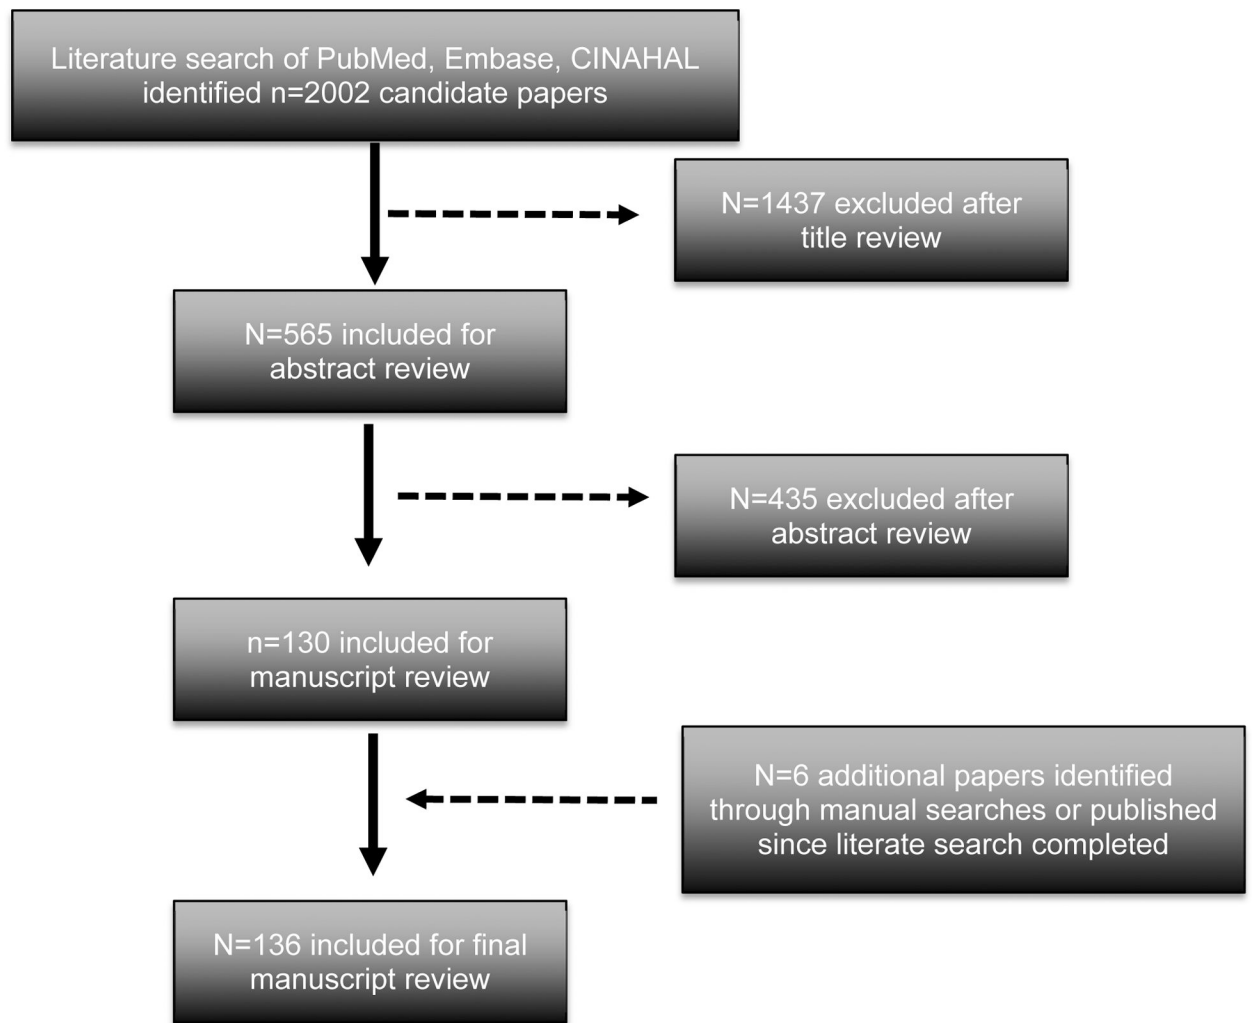 Literature search of PubMed, Embase, CINAHAL
identified n=2002 candidate papers
N=1437 excluded after
title review
N=565 included for
abstract review
N=435 excluded after
abstract review
n=130 included for
manuscript review
N=6 additional papers identified
through manual searches or published
since literate search completed
N=136 included for final
manuscript review